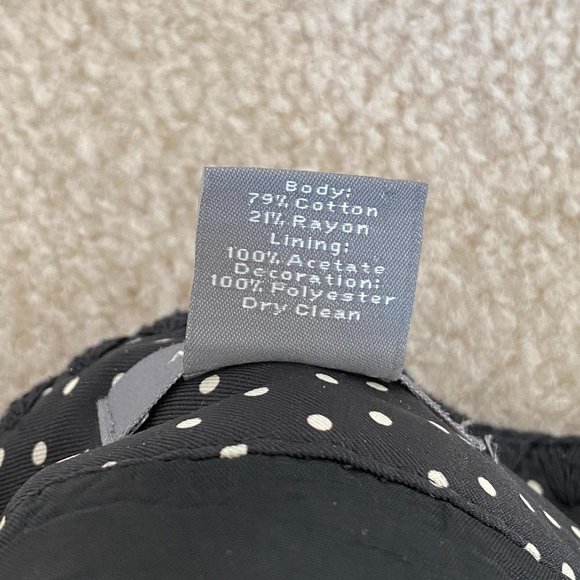 Body:
79% Cotton
21% Rayon
Lining:
100% Acetate
Decoration:
100% Polyester
Dry Clean